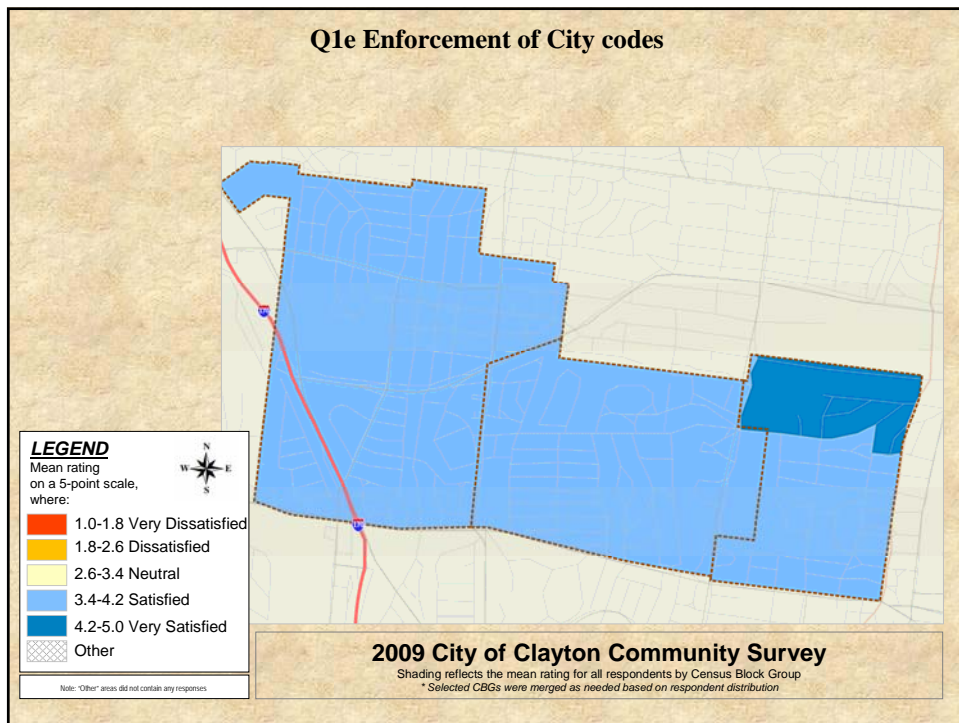 Q1e Enforcement of City codes
LEGEND
Mean rating
on a 5-point scale,
where:
N
W E
S
1.0-1.8 Very Dissatisfied
1.8-2.6 Dissatisfied
2.6-3.4 Neutral
3.4-4.2 Satisfied
4.2-5.0 Very Satisfied
Other
Note: "Other" areas did not contain any responses
2009 City of Clayton Community Survey
Shading reflects the mean rating for all respondents by Census Block Group
* Selected CBGs were merged as needed based on respondent distribution